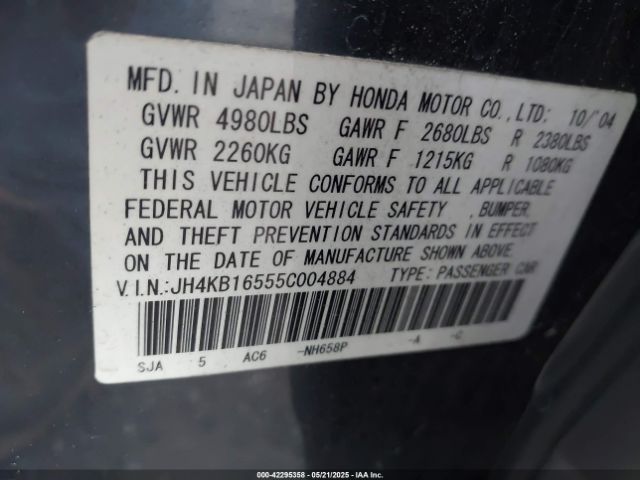 MFD. IN JAPAN BY HONDA MOTOR CO., LTD: 10/'04
GVWR 4980LBS GAWR F 2680LBS R 2380LBS
GVWR 2260KG GAWR F 1215KG R 1080KG
THIS VEHICLE CONFORMS TO ALL APPLICABLE
FEDERAL MOTOR VEHICLE SAFETY , BUMPER,
AND THEFT PREVENTION STANDARDS IN EFFECT
ON THE DATE OF MANUFACTURE SHOWN ABOVE.
V.I.N.:JH4KB16555C004884 TYPE: PASSENGER CAR
SJA 5 AC6 -NH658P -A -C
000-42295358 - 05/21/2025 - IAA Inc.